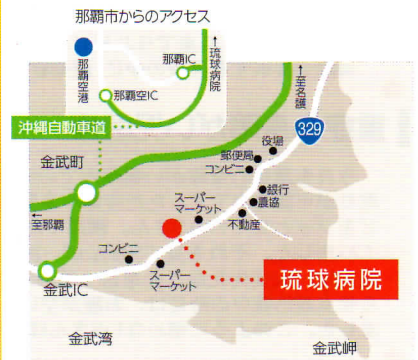 那覇市からのアクセス
那覇空港
那覇IC
↑琉球病院
那覇空IC
沖縄自動車道
↑至名護
329
金武町
役場
郵便局
コンビニ
銀行
農協
スーパー
マーケット
不動産
←至那覇
コンビニ
スーパー
マーケット
琉球病院
金武IC
金武湾
金武岬